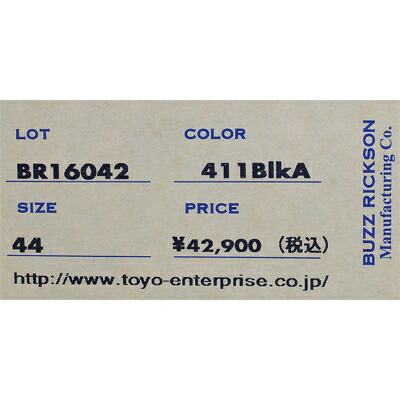 LOT
COLOR
BR16042
411BlkA
SIZE
PRICE
44
¥42,900（税込）
http://www.toyo-enterprise.co.jp/
BUZZ RICKSON
Manufacturing Co.